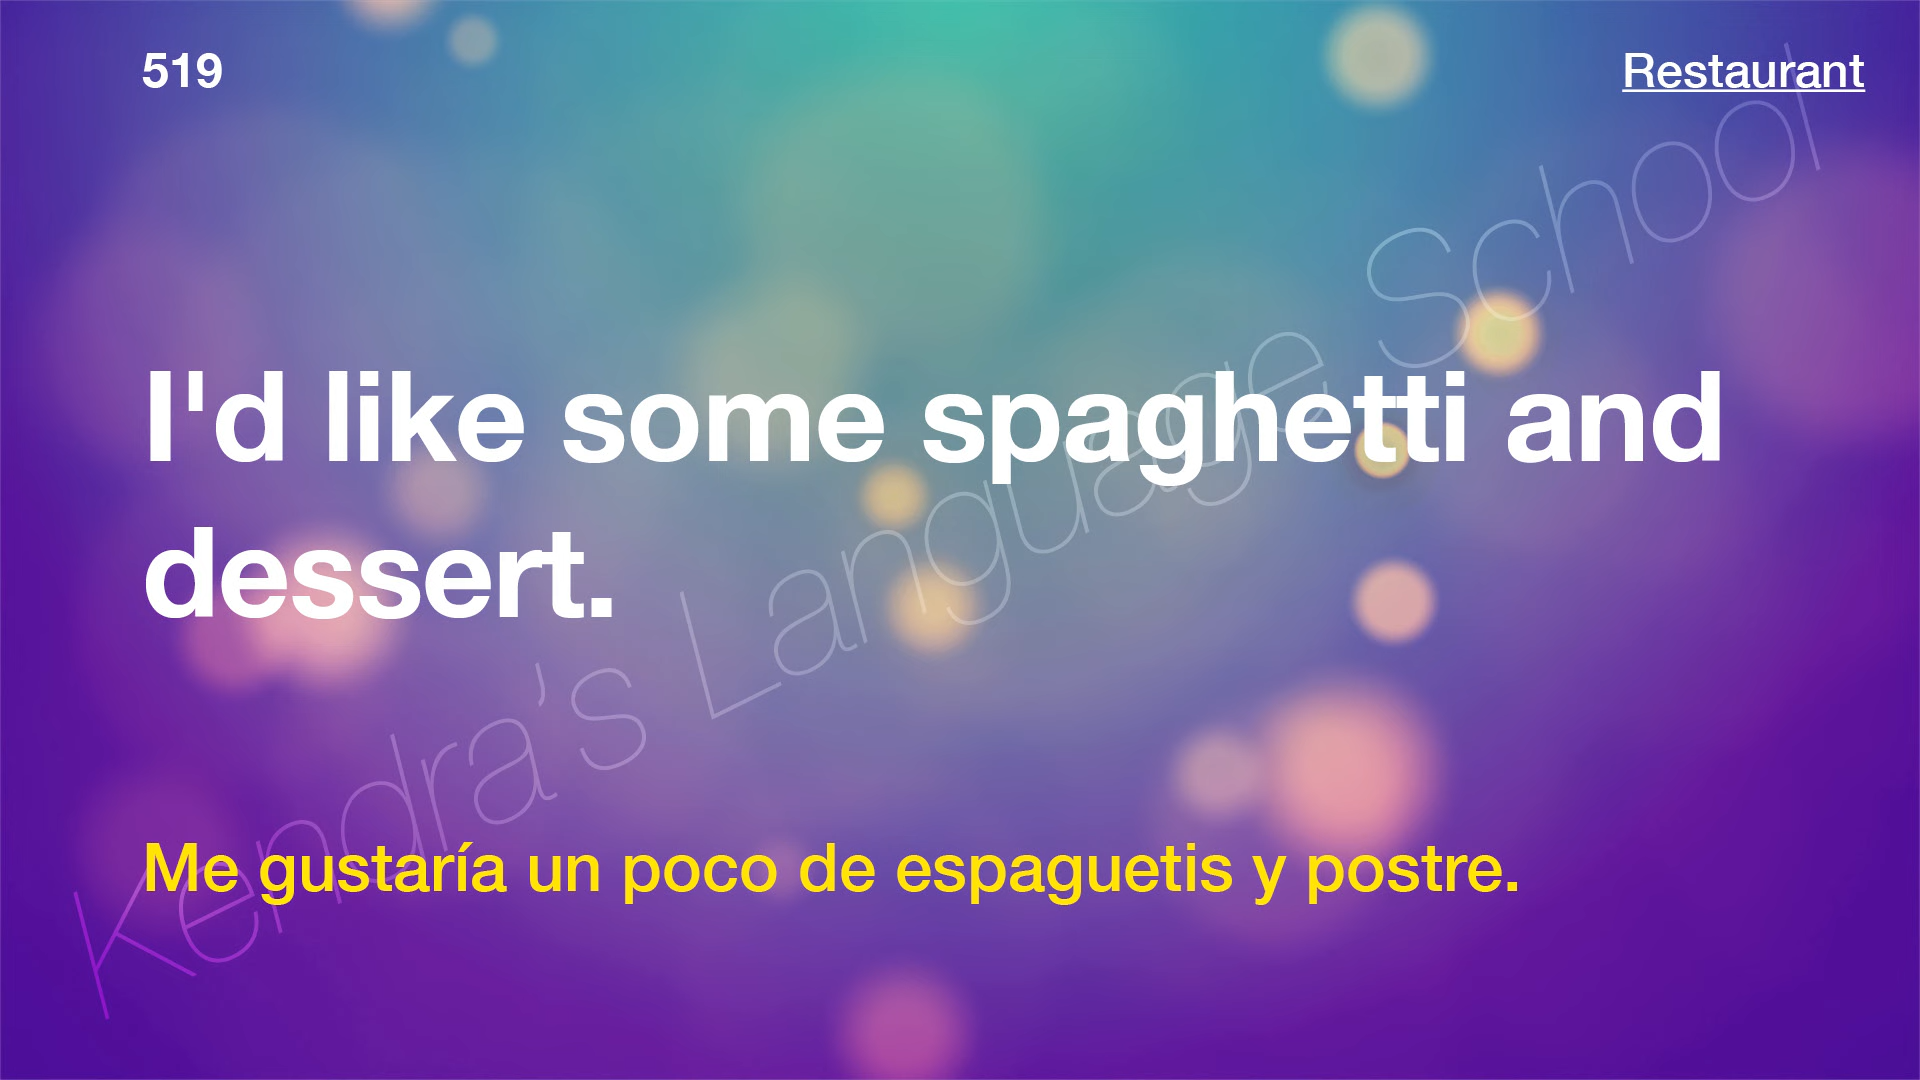 519
Restaurant
I'd like some spaghetti and
dessert.
Me gustaría un poco de espaguetis y postre.
Kendra’s Language School